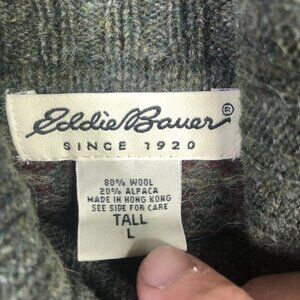 Eddie Bauer®
SINCE 1920
80% WOOL
20% ALPACA
MADE IN HONG KONG
SEE SIDE FOR CARE
TALL
L